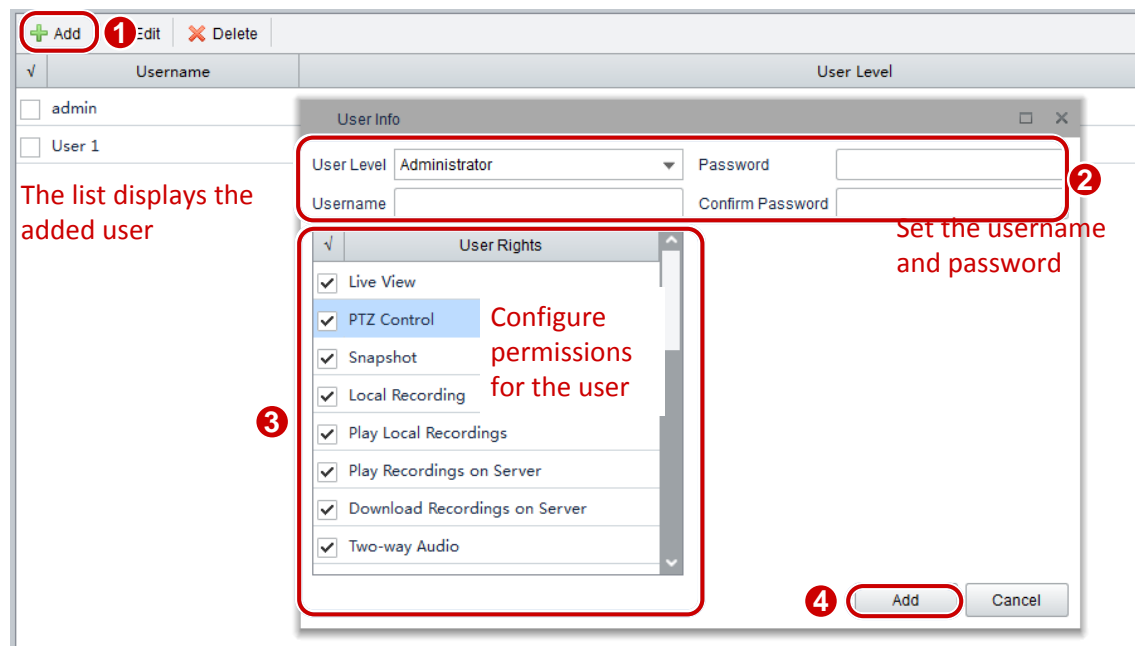 Add 1 Edit Delete
√ Username User Level
admin
User 1
The list displays the
added user
User Info
User Level Administrator Password
2
Username Confirm Password
Set the username
and password
√ User Rights
Live View
PTZ Control
Snapshot
Local Recording
Play Local Recordings
Play Recordings on Server
Download Recordings on Server
Two-way Audio
Configure
permissions
for the user
3
4 Add Cancel